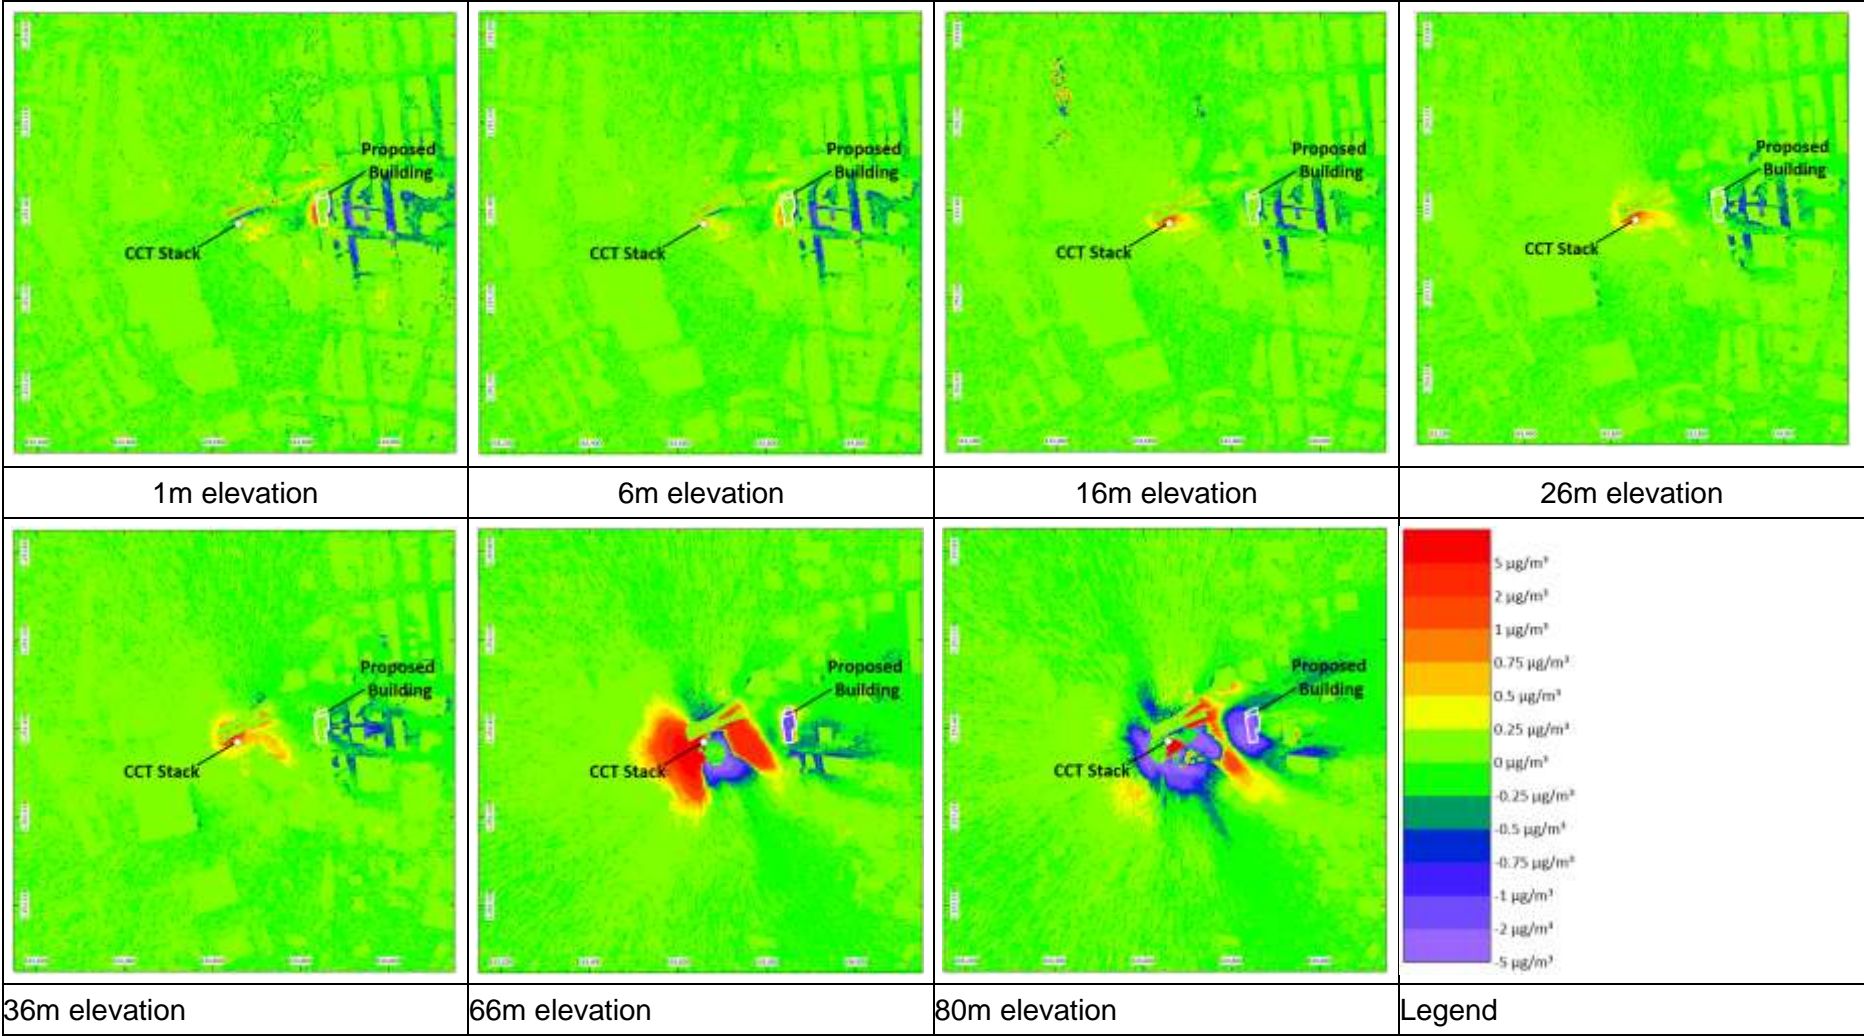 Proposed
Building
CCT Stack
Proposed
Building
CCT Stack
Proposed
Building
CCT Stack
Proposed
Building
CCT Stack
1m elevation
6m elevation
16m elevation
26m elevation
Proposed
Building
CCT Stack
Proposed
Building
CCT Stack
Proposed
Building
CCT Stack
5 µg/m³
2 µg/m³
1 µg/m³
0.75 µg/m³
0.5 µg/m³
0.25 µg/m³
0 µg/m³
-0.25 µg/m³
-0.5 µg/m³
-0.75 µg/m³
-1 µg/m³
-2 µg/m³
-5 µg/m³
36m elevation
66m elevation
80m elevation
Legend